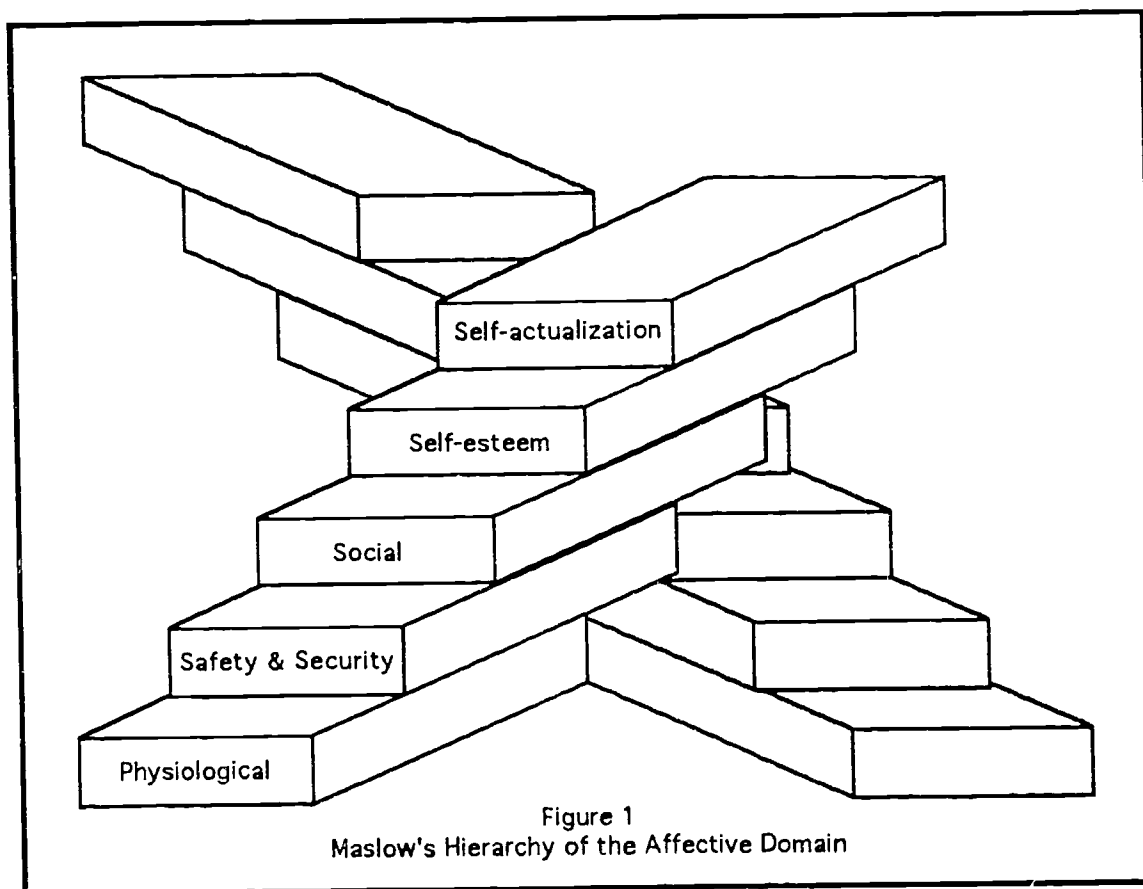 Self-actualization
Self-esteem
Social
Safety & Security
Physiological
Figure 1
Maslow's Hierarchy of the Affective Domain